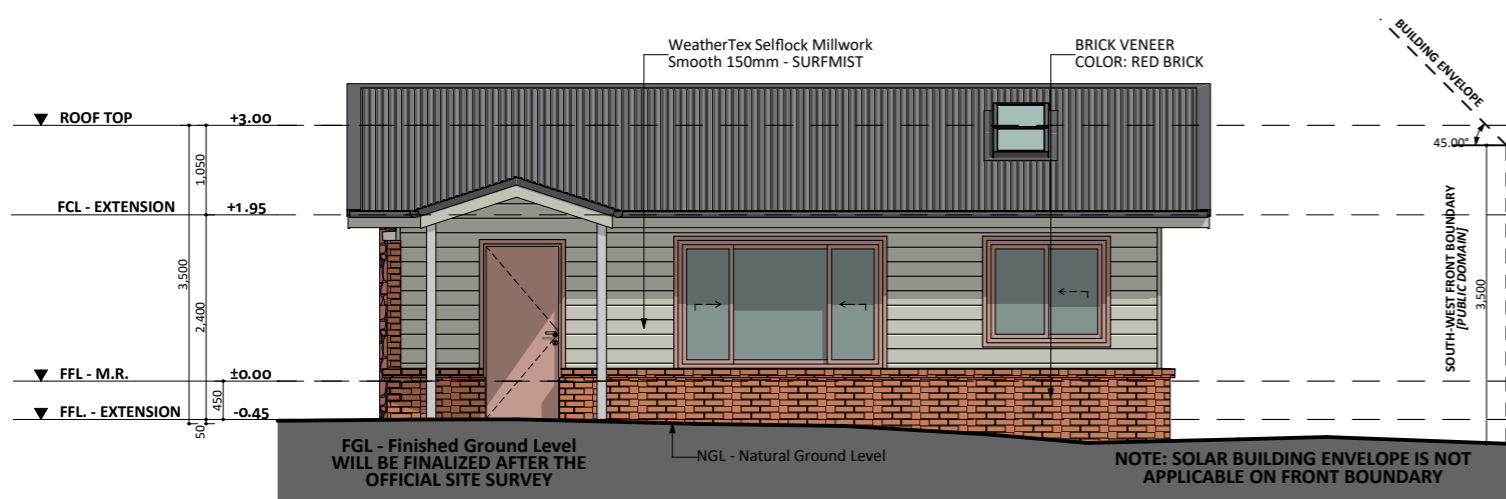 WeatherTex Selflock Millwork
Smooth 150mm - SURFMIST
BRICK VENEER
COLOR: RED BRICK
BUILDING ENVELOPE
45.00°
ROOF TOP
+3.00
1,050
FCL - EXTENSION
+1.95
3,500
2,400
FFL - M.R.
±0.00
450
FFL. - EXTENSION
-0.45
50
SOUTH-WEST FRONT BOUNDARY
[PUBLIC DOMAIN]
3,500
FGL - Finished Ground Level
WILL BE FINALIZED AFTER THE
OFFICIAL SITE SURVEY
NGL - Natural Ground Level
NOTE: SOLAR BUILDING ENVELOPE IS NOT
APPLICABLE ON FRONT BOUNDARY